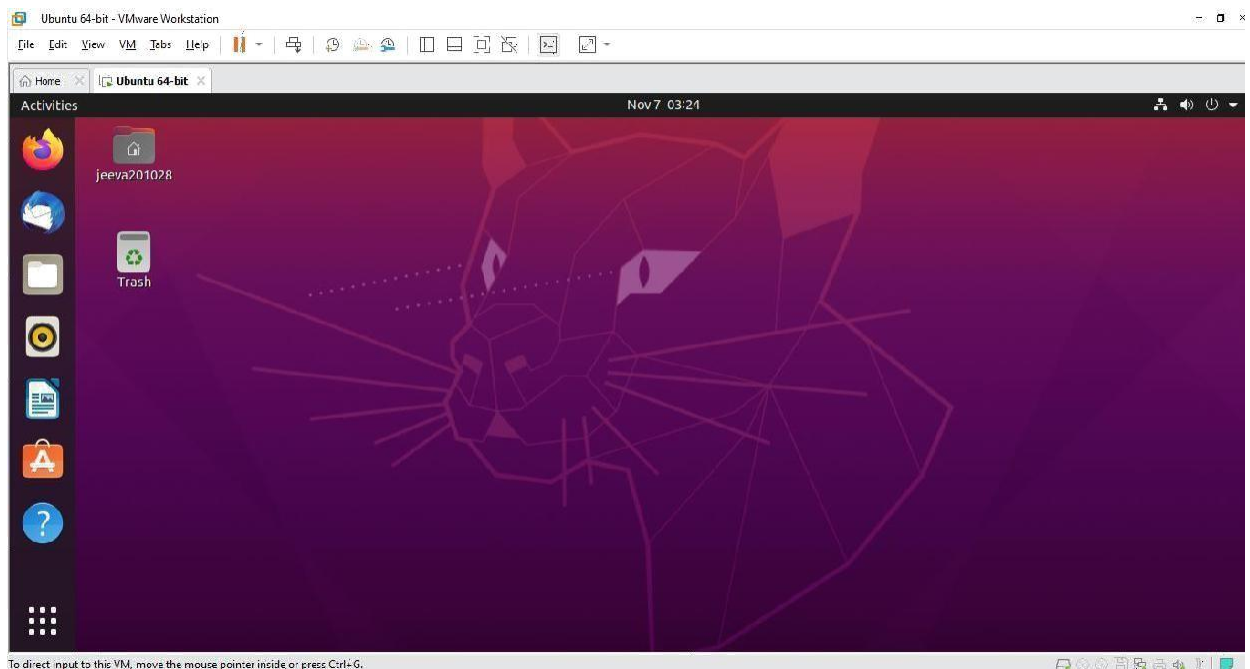 Ubuntu 64-bit - VMware Workstation
File Edit View VM Tabs Help
Home Ubuntu 64-bit
Activities Nov 7 03:24
jeeva201028
Trash
To direct input to this VM, move the mouse pointer inside or press Ctrl+G.